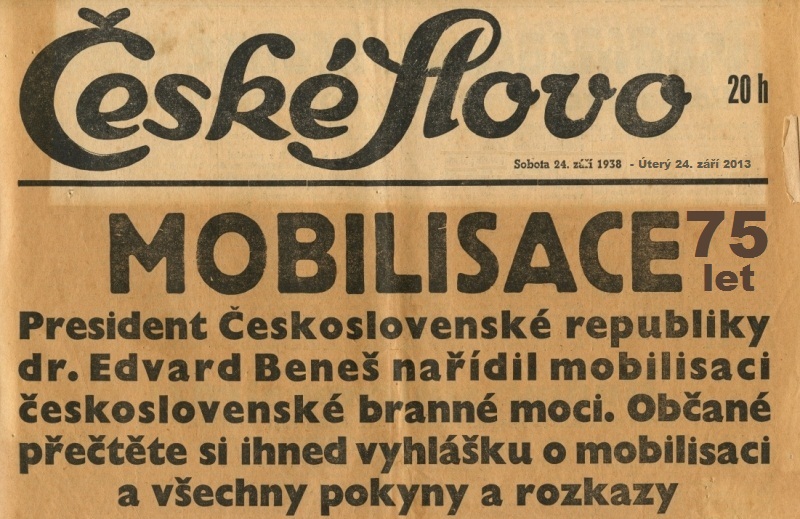 České Slovo
20 h
Sobota 24. září 1938 - Úterý 24. září 2013
MOBILISACE
75
let
President Československé republiky
dr. Edvard Beneš nařídil mobilisaci
československé branné moci. Občané
přečtěte si ihned vyhlášku o mobilisaci
a všechny pokyny a rozkazy